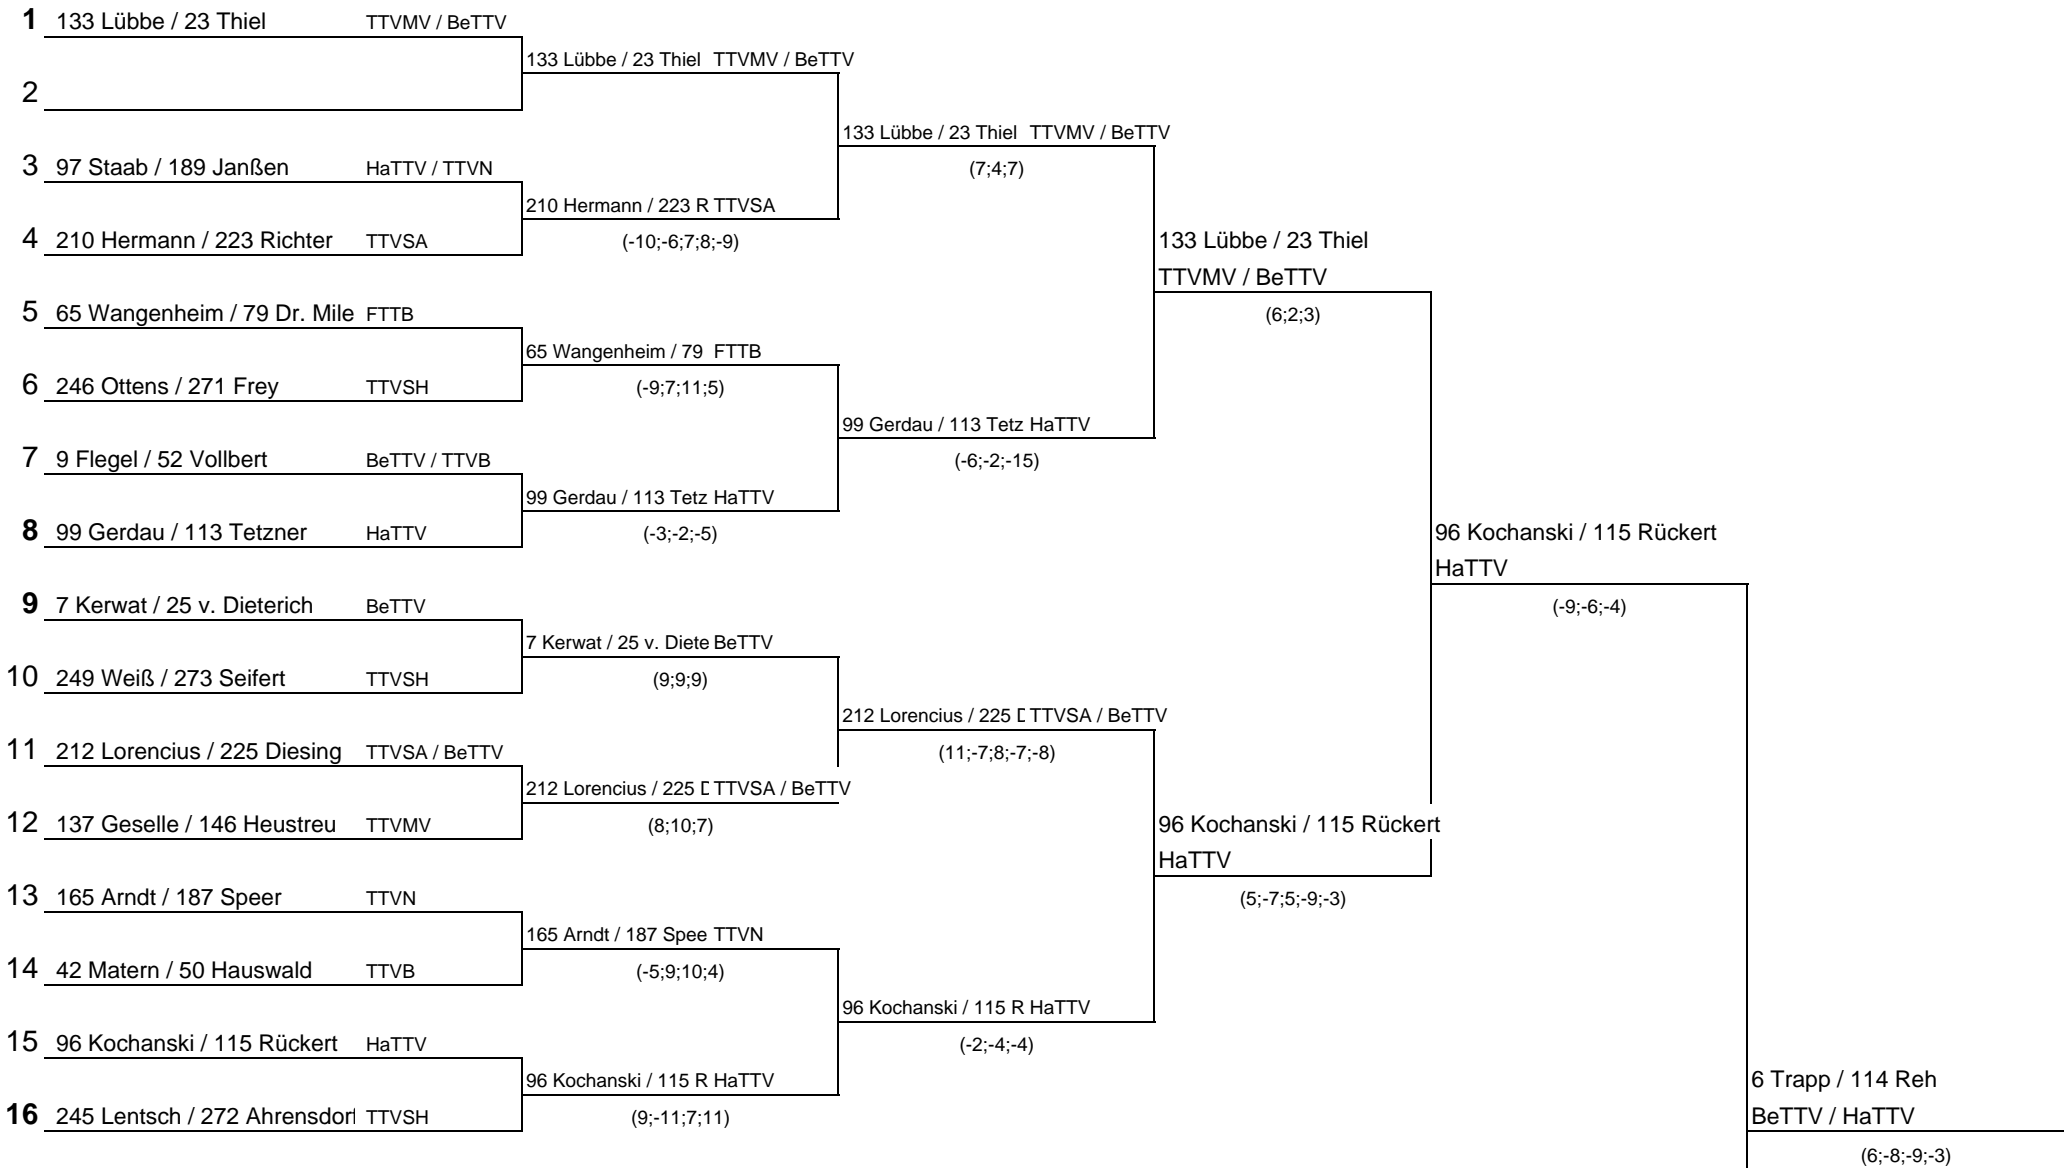 1 133 Lübbe / 23 Thiel TTVMV / BeTTV
133 Lübbe / 23 Thiel TTVMV / BeTTV
2
133 Lübbe / 23 Thiel TTVMV / BeTTV
3 97 Staab / 189 Janßen HaTTV / TTVN
(7;4;7)
210 Hermann / 223 R TTVSA
4 210 Hermann / 223 Richter TTVSA
(-10;-6;7;8;-9)
133 Lübbe / 23 Thiel
TTVMV / BeTTV
5 65 Wangenheim / 79 Dr. Mile FTTB
(6;2;3)
65 Wangenheim / 79 FTTB
6 246 Ottens / 271 Frey TTVSH
(-9;7;11;5)
99 Gerdau / 113 Tetz HaTTV
7 9 Flegel / 52 Vollbert BeTTV / TTVB
(-6;-2;-15)
99 Gerdau / 113 Tetz HaTTV
8 99 Gerdau / 113 Tetzner HaTTV
(-3;-2;-5)
96 Kochanski / 115 Rückert
HaTTV
9 7 Kerwat / 25 v. Dieterich BeTTV
(-9;-6;-4)
7 Kerwat / 25 v. Diete BeTTV
10 249 Weiß / 273 Seifert TTVSH
(9;9;9)
212 Lorencius / 225 TTVSA / BeTTV
11 212 Lorencius / 225 Diesing TTVSA / BeTTV
(11;-7;8;-7;-8)
212 Lorencius / 225 TTVSA / BeTTV
12 137 Geselle / 146 Heustreu TTVMV
(8;10;7)
96 Kochanski / 115 Rückert
HaTTV
13 165 Arndt / 187 Speer TTVN
(5;-7;5;-9;-3)
165 Arndt / 187 Spee TTVN
14 42 Matern / 50 Hauswald TTVB
(-5;9;10;4)
96 Kochanski / 115 R HaTTV
15 96 Kochanski / 115 Rückert HaTTV
(-2;-4;-4)
96 Kochanski / 115 R HaTTV
6 Trapp / 114 Reh
BeTTV / HaTTV
16 245 Lentsch / 272 Ahrensdorf TTVSH
(9;-11;7;11)
(6;-8;-9;-3)